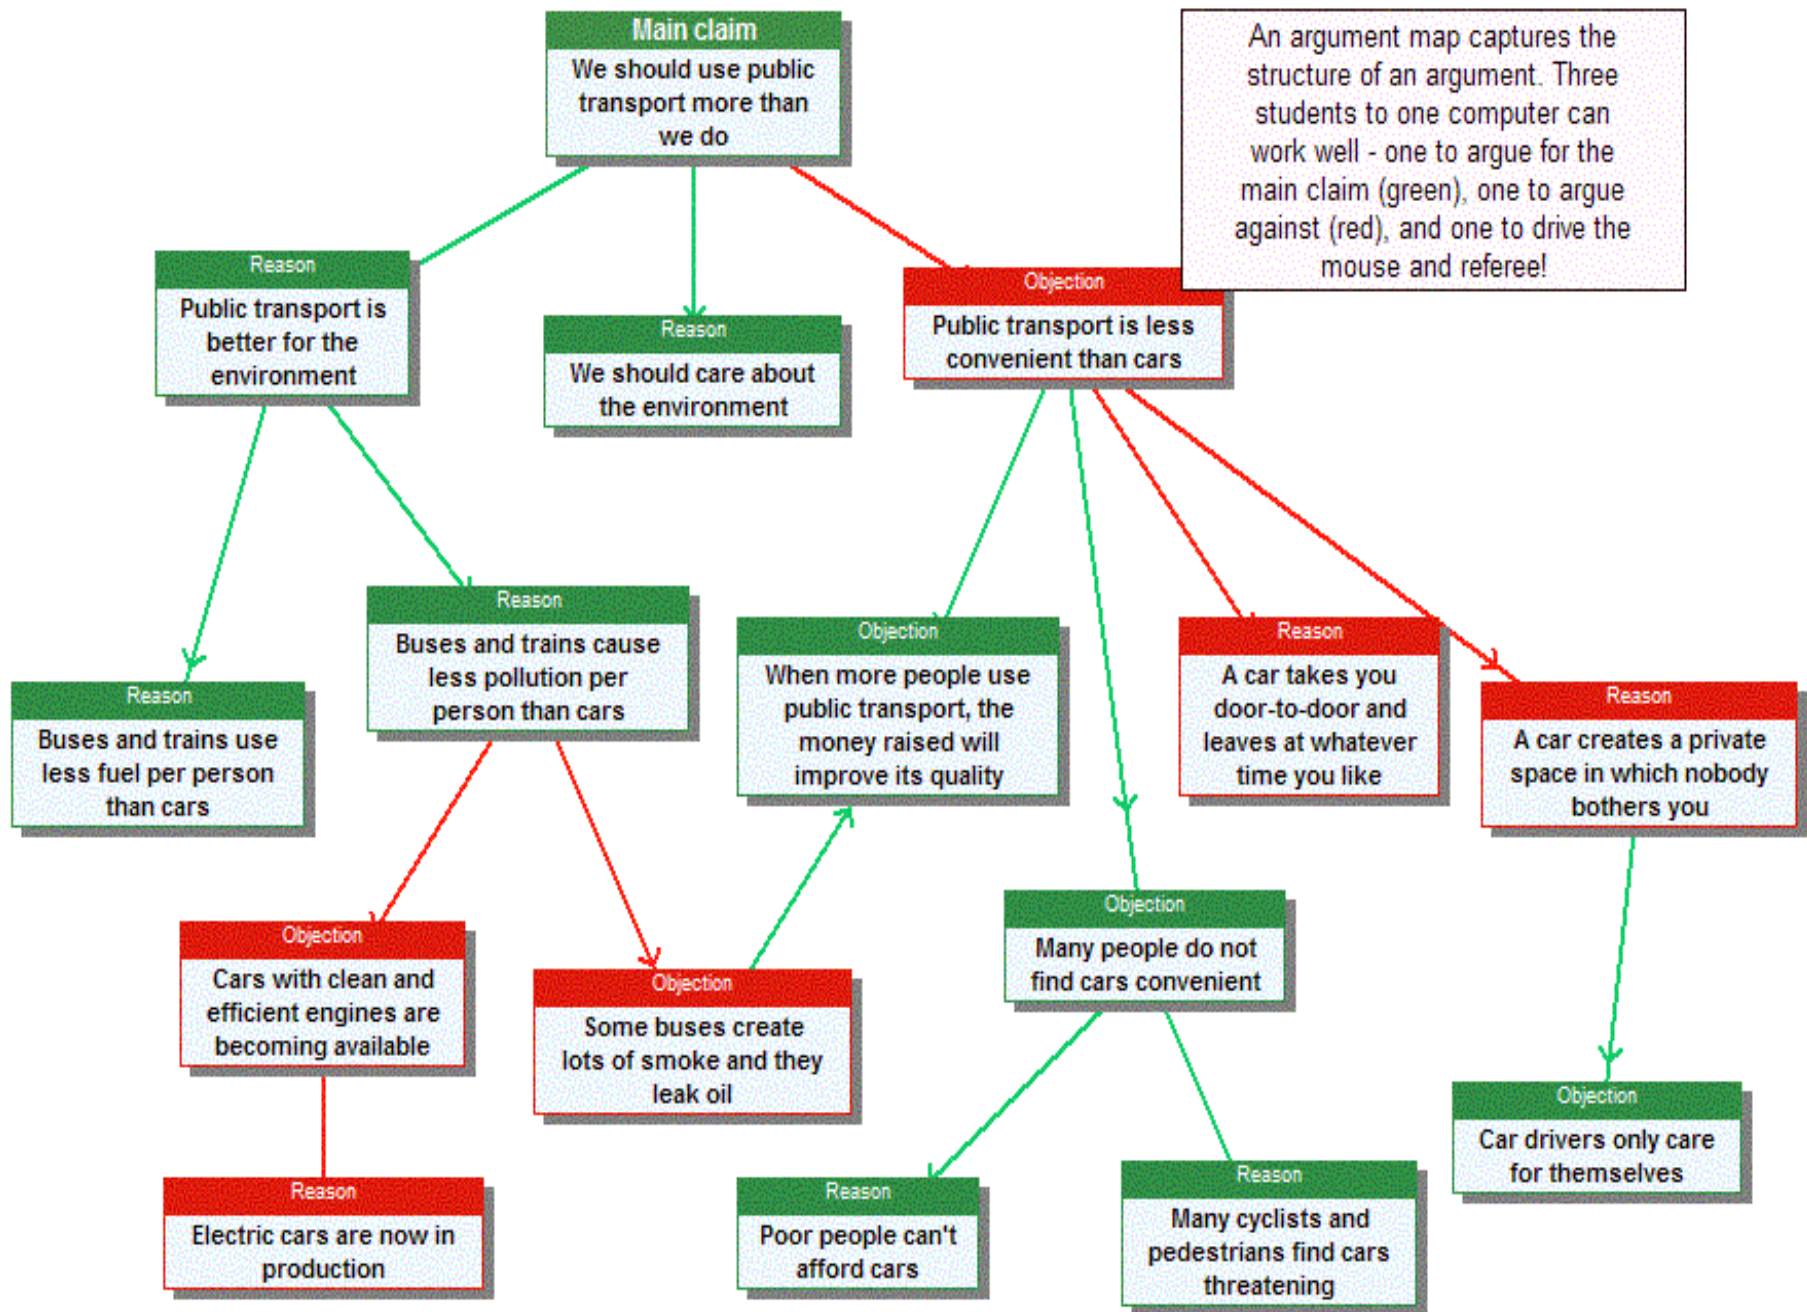 Main claim
We should use public
transport more than
we do
An argument map captures the
structure of an argument. Three
students to one computer can
work well - one to argue for the
main claim (green), one to argue
against (red), and one to drive the
mouse and referee!
Reason
Public transport is
better for the
environment
Reason
We should care about
the environment
Objection
Public transport is less
convenient than cars
Reason
Buses and trains use
less fuel per person
than cars
Reason
Buses and trains cause
less pollution per
person than cars
Objection
When more people use
public transport, the
money raised will
improve its quality
Reason
A car takes you
door-to-door and
leaves at whatever
time you like
Reason
A car creates a private
space in which nobody
bothers you
Objection
Cars with clean and
efficient engines are
becoming available
Objection
Some buses create
lots of smoke and they
leak oil
Objection
Many people do not
find cars convenient
Objection
Car drivers only care
for themselves
Reason
Electric cars are now in
production
Reason
Poor people can't
afford cars
Reason
Many cyclists and
pedestrians find cars
threatening